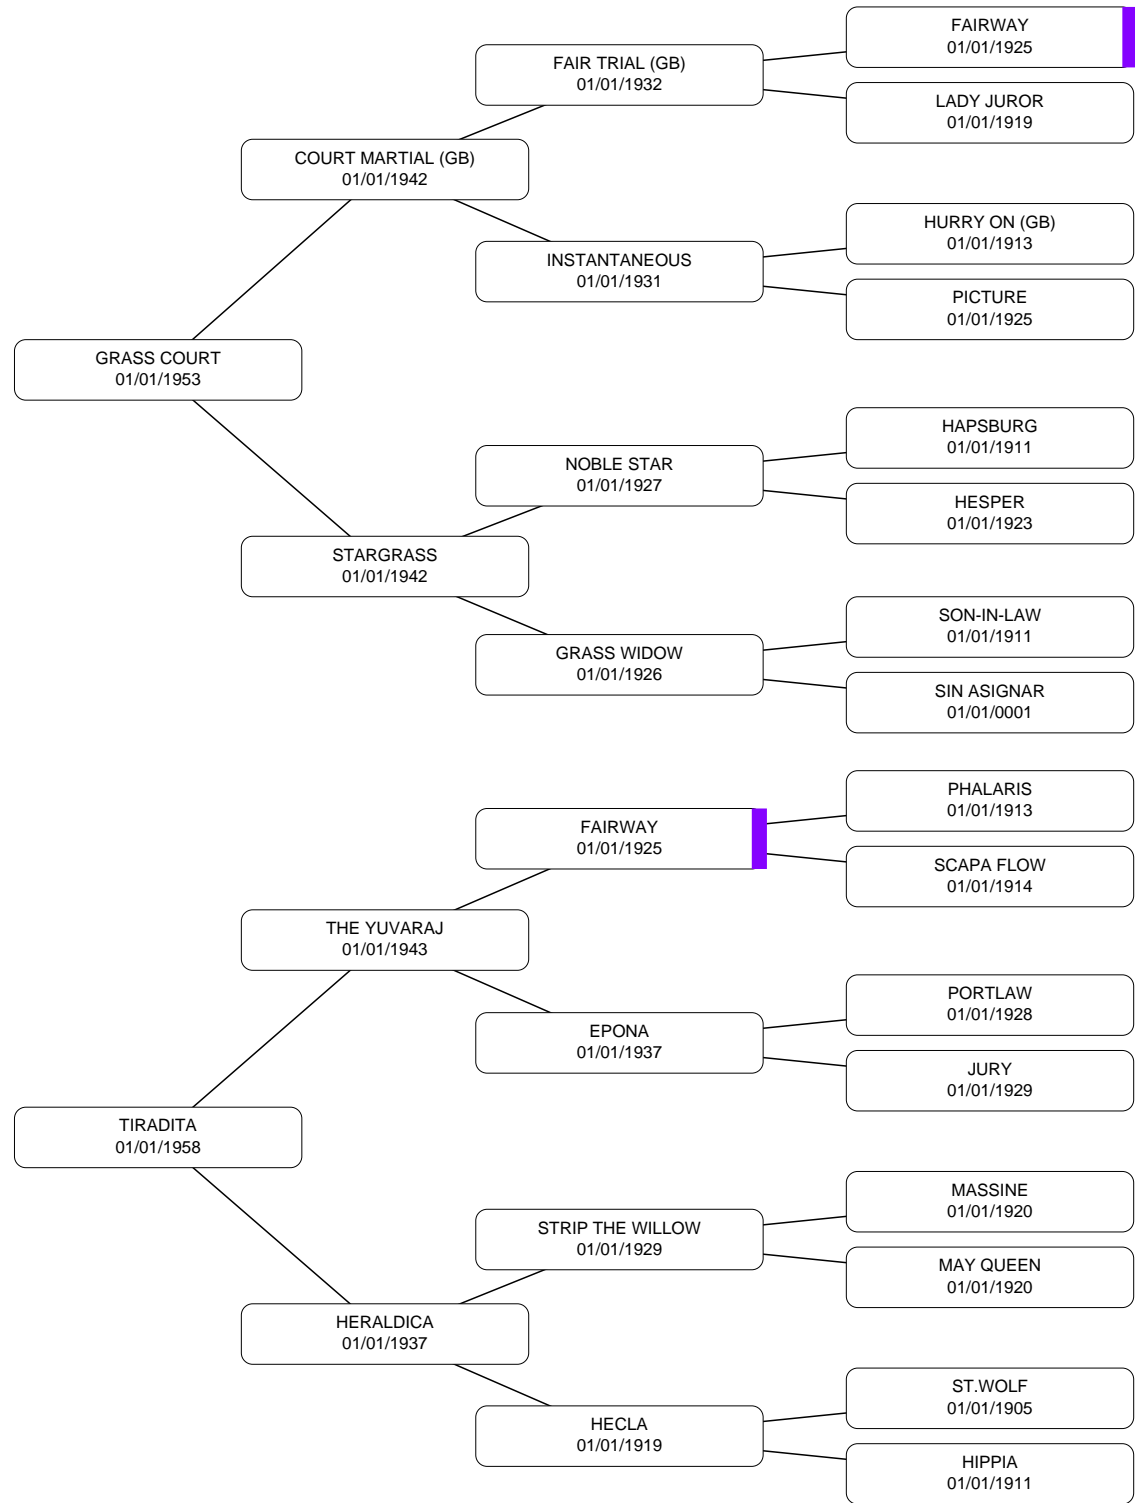 FAIRWAY
01/01/1925
FAIR TRIAL (GB)
01/01/1932
LADY JUROR
01/01/1919
COURT MARTIAL (GB)
01/01/1942
HURRY ON (GB)
01/01/1913
INSTANTANEOUS
01/01/1931
PICTURE
01/01/1925
GRASS COURT
01/01/1953
HAPSBURG
01/01/1911
NOBLE STAR
01/01/1927
HESPER
01/01/1923
STARGRASS
01/01/1942
SON-IN-LAW
01/01/1911
GRASS WIDOW
01/01/1926
SIN ASIGNAR
01/01/0001
PHALARIS
01/01/1913
FAIRWAY
01/01/1925
SCAPA FLOW
01/01/1914
THE YUVARAJ
01/01/1943
PORTLAW
01/01/1928
EPONA
01/01/1937
JURY
01/01/1929
TIRADITA
01/01/1958
MASSINE
01/01/1920
STRIP THE WILLOW
01/01/1929
MAY QUEEN
01/01/1920
HERALDICA
01/01/1937
ST.WOLF
01/01/1905
HECLA
01/01/1919
HIPPIA
01/01/1911